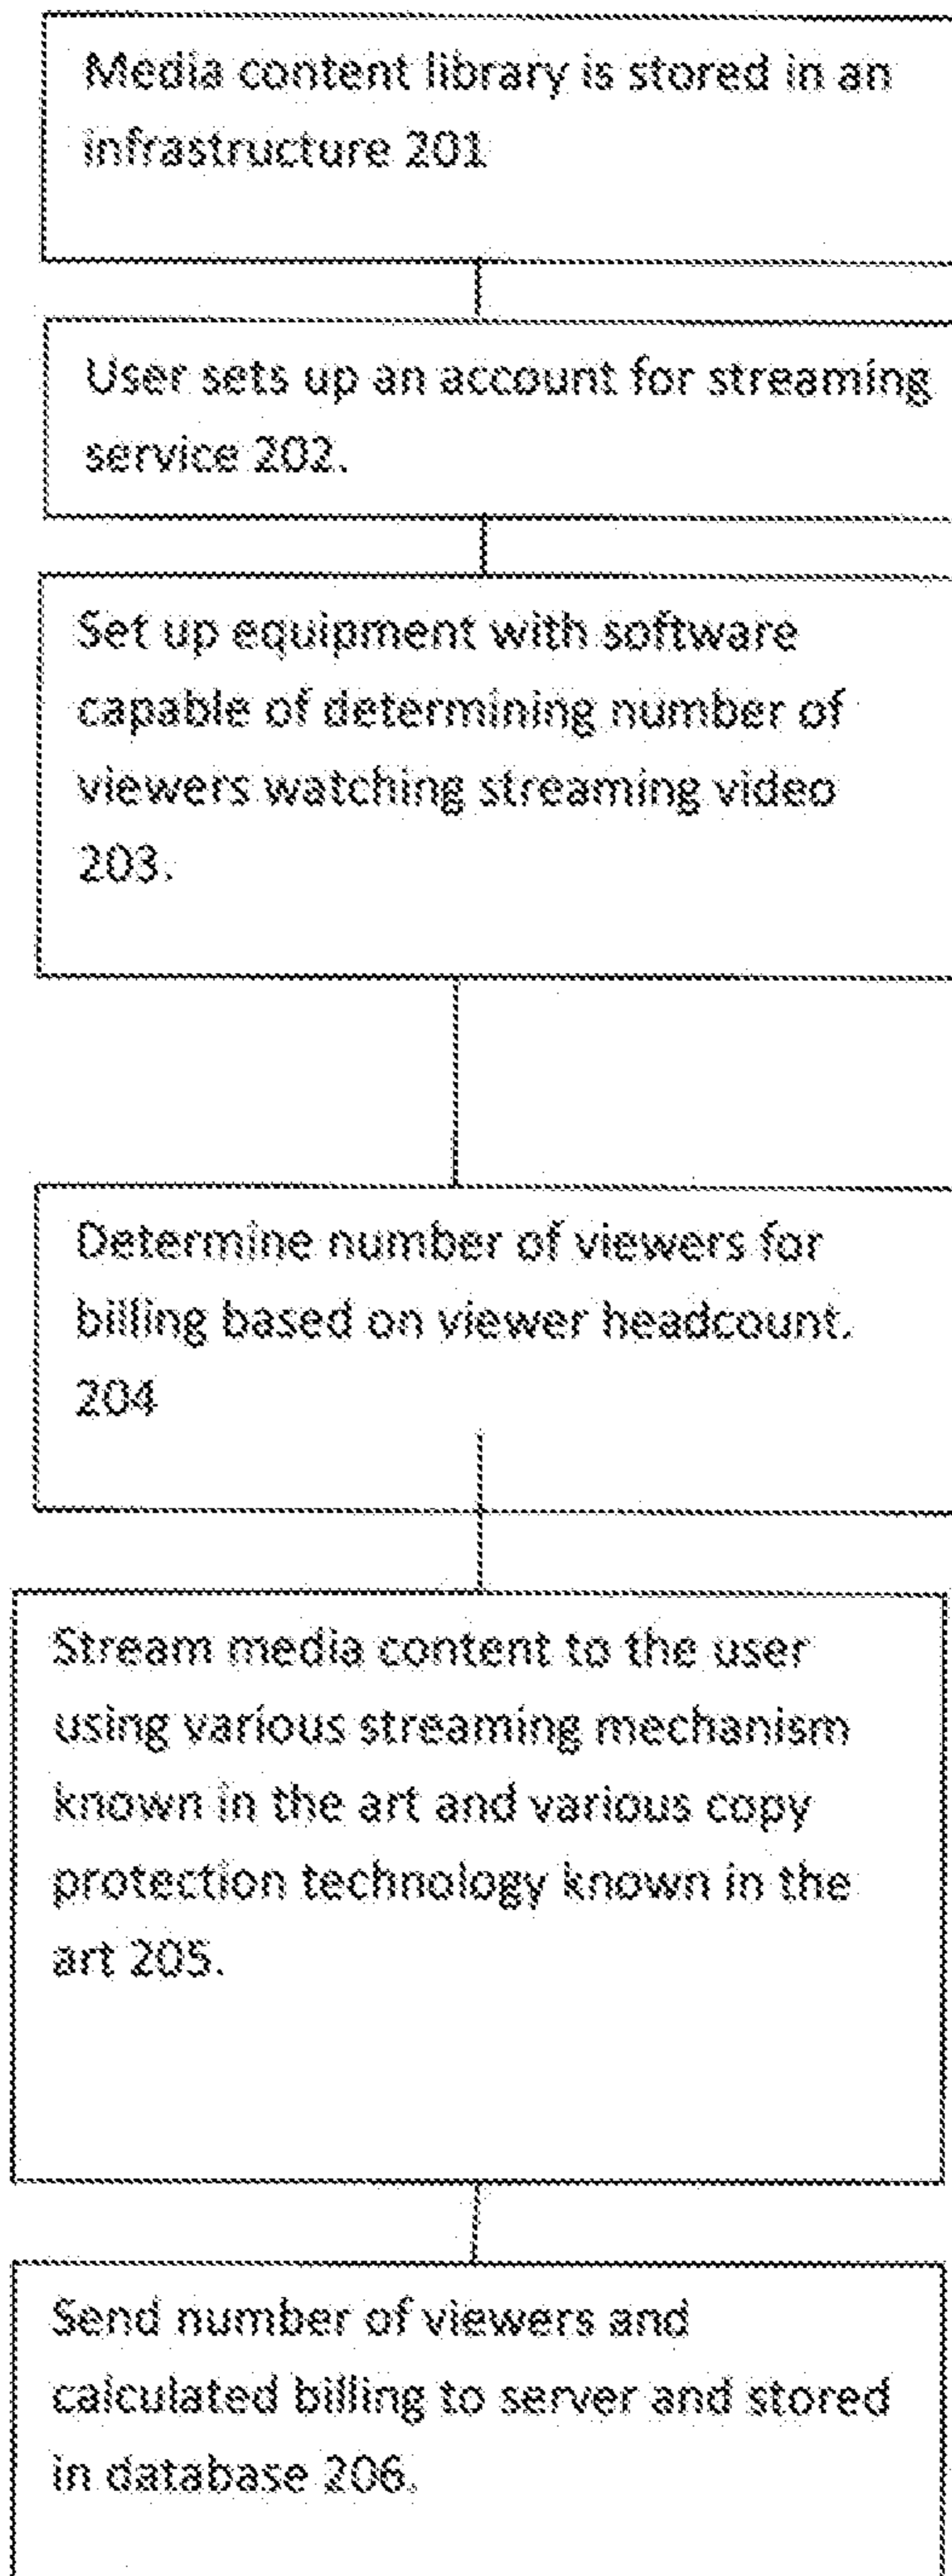 Media content library is stored in an
infrastructure 201
User sets up an account for streaming
service 202.
Set up equipment with software
capable of determining number of
viewers watching streaming video
203.
Determine number of viewers for
billing based on viewer headcount.
204
Stream media content to the user
using various streaming mechanism
known in the art and various copy
protection technology known in the
art 205.
Send number of viewers and
calculated billing to server and stored
in database 206.